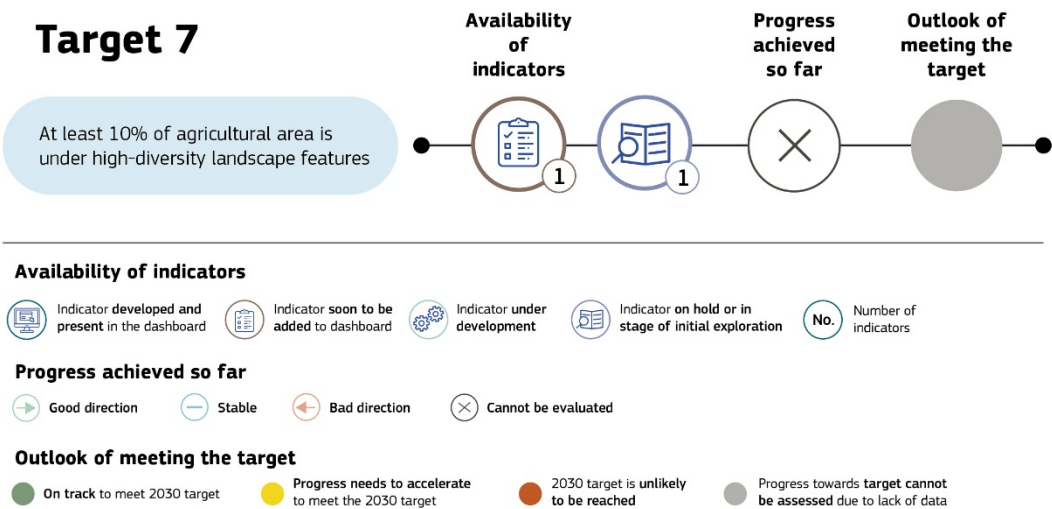 Target 7
Availability
of
indicators
Progress
achieved
so far
Outlook of
meeting the
target
At least 10% of agricultural area is
under high-diversity landscape features
1
1
Availability of indicators
Indicator developed and
present in the dashboard
Indicator soon to be
added to dashboard
Indicator under
development
Indicator on hold or in
stage of initial exploration
No.
Number of
indicators
Progress achieved so far
Good direction
Stable
Bad direction
Cannot be evaluated
Outlook of meeting the target
On track to meet 2030 target
Progress needs to accelerate
to meet the 2030 target
2030 target is unlikely
to be reached
Progress towards target cannot
be assessed due to lack of data